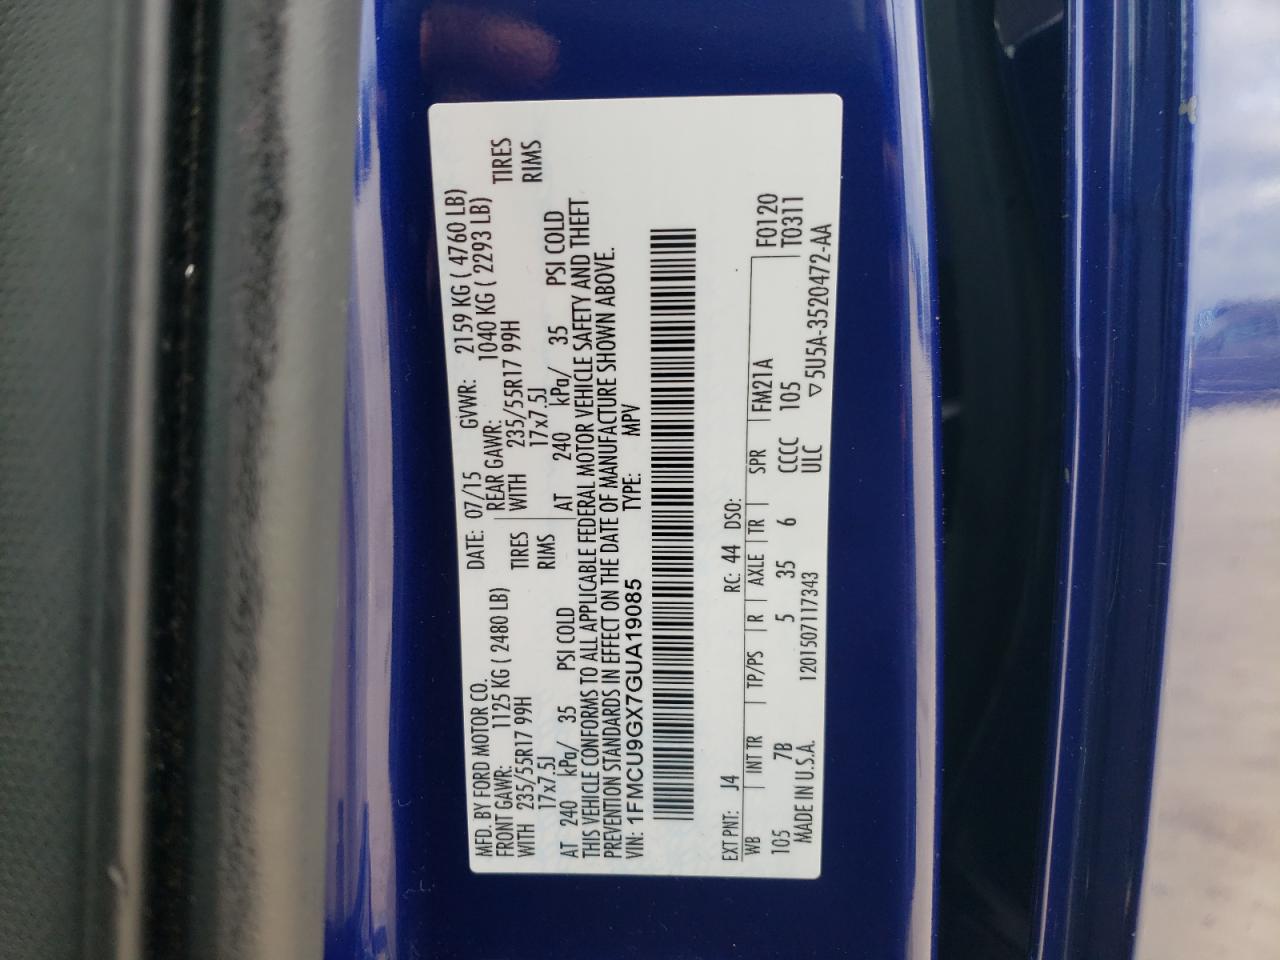 MFD. BY FORD MOTOR CO.
DATE: 07/15 GVWR: 2159 KG ( 4760 LB)
FRONT GAWR: 1125 KG ( 2480 LB) REAR GAWR: 1040 KG ( 2293 LB)
WITH 235/55R17 99H TIRES WITH 235/55R17 99H TIRES
17x7.5J RIMS 17x7.5J RIMS
AT 240 kPa/ 35 PSI COLD AT 240 kPa/ 35 PSI COLD
THIS VEHICLE CONFORMS TO ALL APPLICABLE FEDERAL MOTOR VEHICLE SAFETY AND THEFT
PREVENTION STANDARDS IN EFFECT ON THE DATE OF MANUFACTURE SHOWN ABOVE.
VIN: 1FMCU9GX7GUA19085 TYPE: MPV
EXT PNT: J4 RC: 44 DSO:
WB INT TR TP/PS R AXLE TR SPR FM21A F0120
105 7B 5 35 6 CCCC 105 T0311
MADE IN U.S.A. 1201507117343 ULC ▽5U5A-3520472-AA